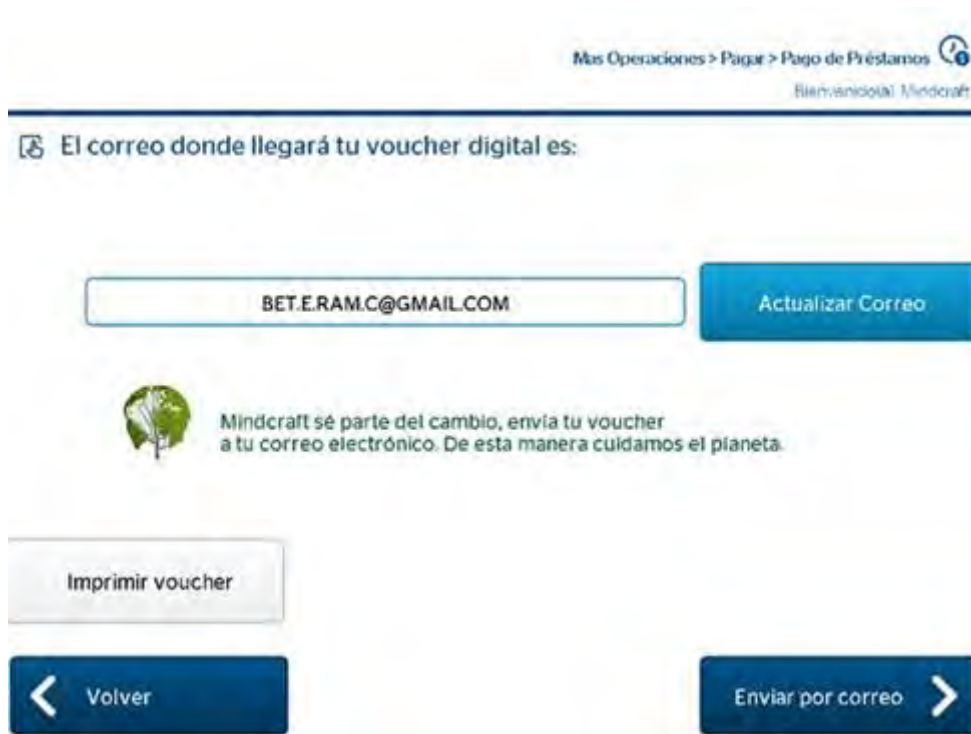 Mas Operaciones > Pagar > Pago de Préstamos
Bienvenido(a) Mindcraft
El correo donde llegará tu voucher digital es:
BET.E.RAM.C@GMAIL.COM
Actualizar Correo
Mindcraft sé parte del cambio, envía tu voucher
a tu correo electrónico. De esta manera cuidamos el planeta.
Imprimir voucher
Volver
Enviar por correo